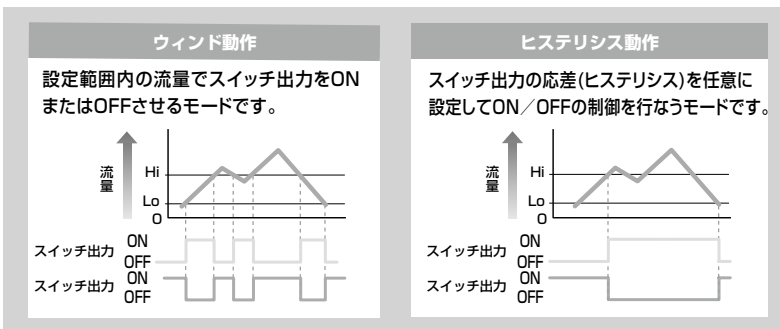 ウィンド動作
設定範囲内の流量でスイッチ出力をON
またはOFFさせるモードです。
流量
Hi
Lo
0
スイッチ出力 ON
OFF
スイッチ出力 ON
OFF
ヒステリシス動作
スイッチ出力の応差(ヒステリシス)を任意に
設定してON／OFFの制御を行なうモードです。
流量
Hi
Lo
0
スイッチ出力 ON
OFF
スイッチ出力 ON
OFF